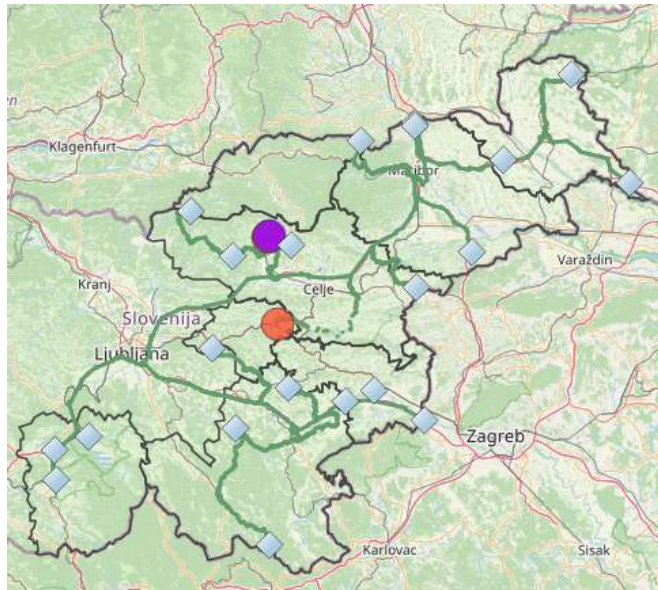 Klagenfurt
Maribor
Varaždin
Kranj
Celje
Slovenija
Ljubljana
Zagreb
Karlovac
Sisak